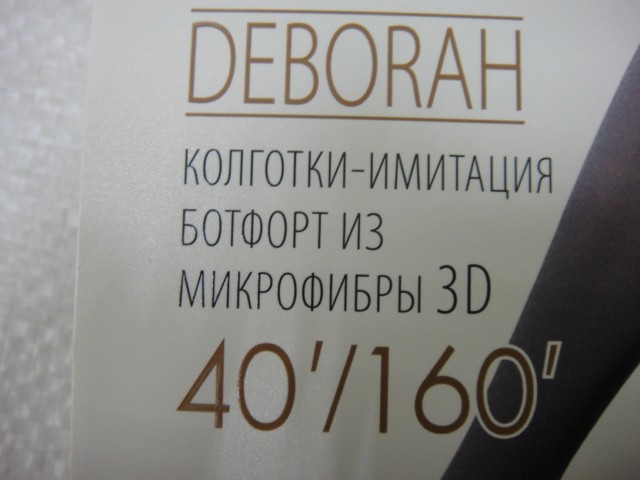 DEBORAH
КОЛГОТКИ-ИМИТАЦИЯ
БОТФОРТ ИЗ
МИКРОФИБРЫ 3D
40'/160'